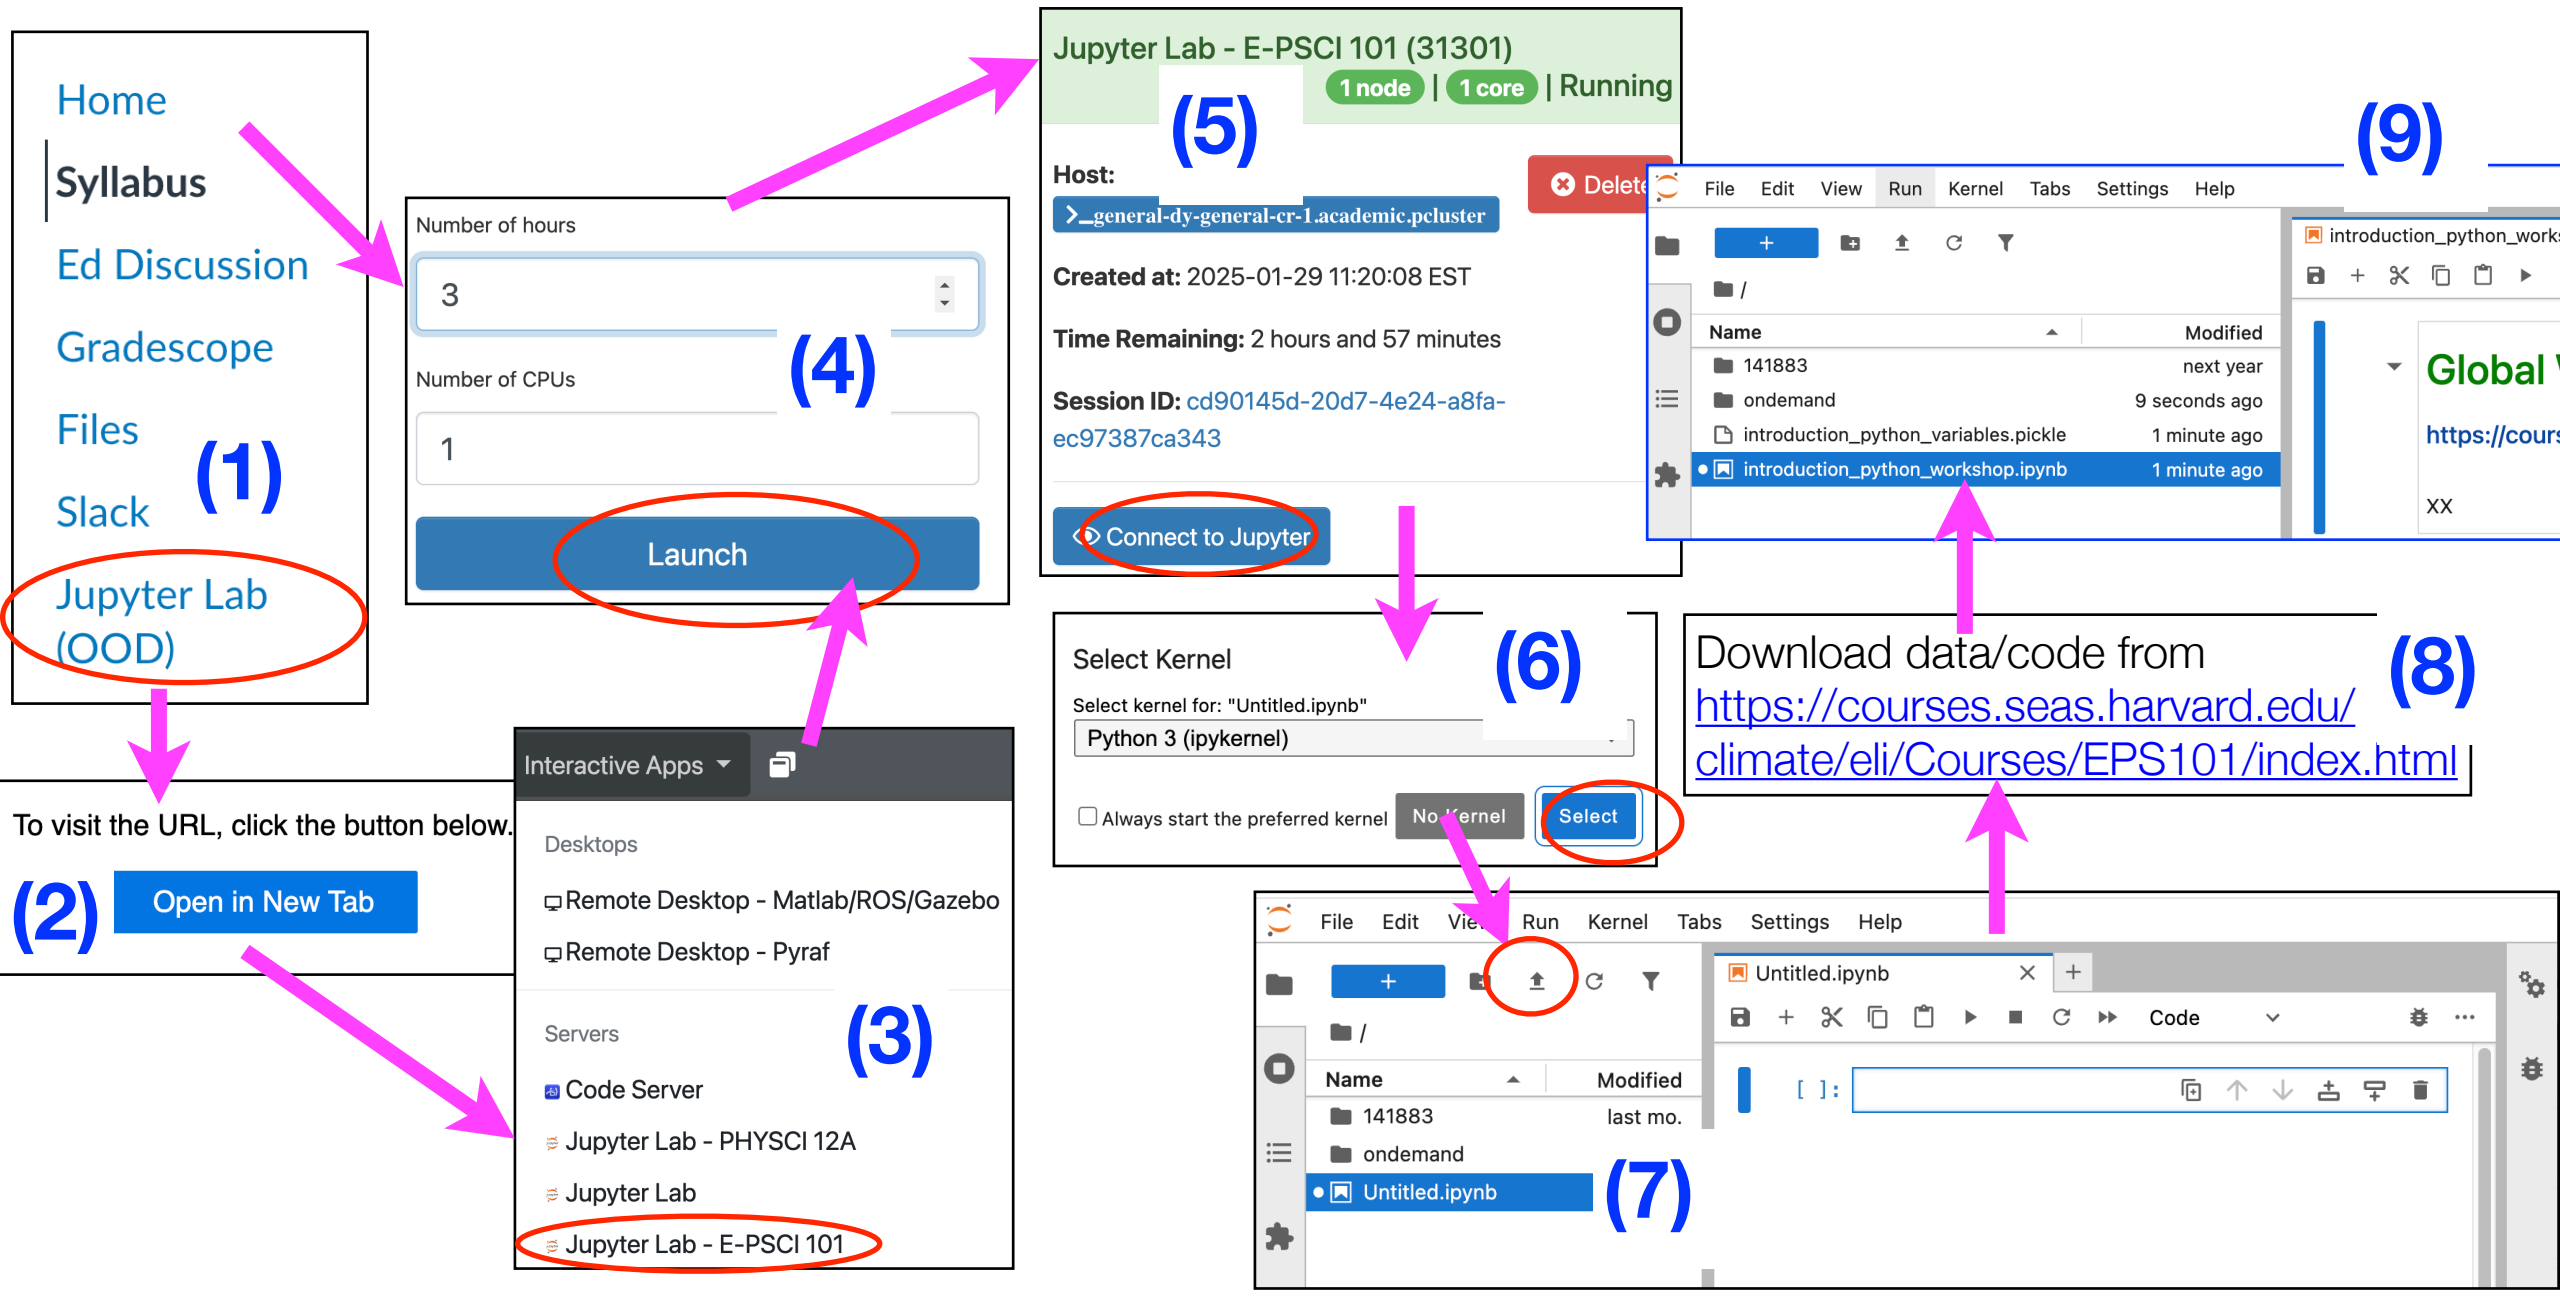 Home
Syllabus
Ed Discussion
Gradescope
Files
(1)
Slack
Jupyter Lab
(OOD)
To visit the URL, click the button below.
(2)
Open in New Tab
Interactive Apps
Desktops
Remote Desktop - Matlab/ROS/Gazebo
Remote Desktop - Pyraf
Servers
(3)
Code Server
Jupyter Lab - PHYSCI 12A
Jupyter Lab
Jupyter Lab - E-PSCI 101
Number of hours
3
(4)
Number of CPUs
1
Launch
Jupyter Lab - E-PSCI 101 (31301)
1 node | 1 core | Running
(5)
Host:
>_general-dy-general-cr-1.academic.pcluster
Delete
Created at: 2025-01-29 11:20:08 EST
Time Remaining: 2 hours and 57 minutes
Session ID: cd90145d-20d7-4e24-a8fa-
ec97387ca343
Connect to Jupyter
Select Kernel
(6)
Select kernel for: "Untitled.ipynb"
Python 3 (ipykernel)
Always start the preferred kernel No Kernel Select
File Edit View Run Kernel Tabs Settings Help
+
Untitled.ipynb
/
Code
Name Modified
[ ]:
141883 last mo.
ondemand
Untitled.ipynb
(7)
Download data/code from
(8)
https://courses.seas.harvard.edu/
climate/eli/Courses/EPS101/index.html
(9)
File Edit View Run Kernel Tabs Settings Help
+
introduction_python_works
/
Name Modified
141883 next year
ondemand 9 seconds ago
introduction_python_variables.pickle 1 minute ago
introduction_python_workshop.ipynb 1 minute ago
Global
https://cours
XX